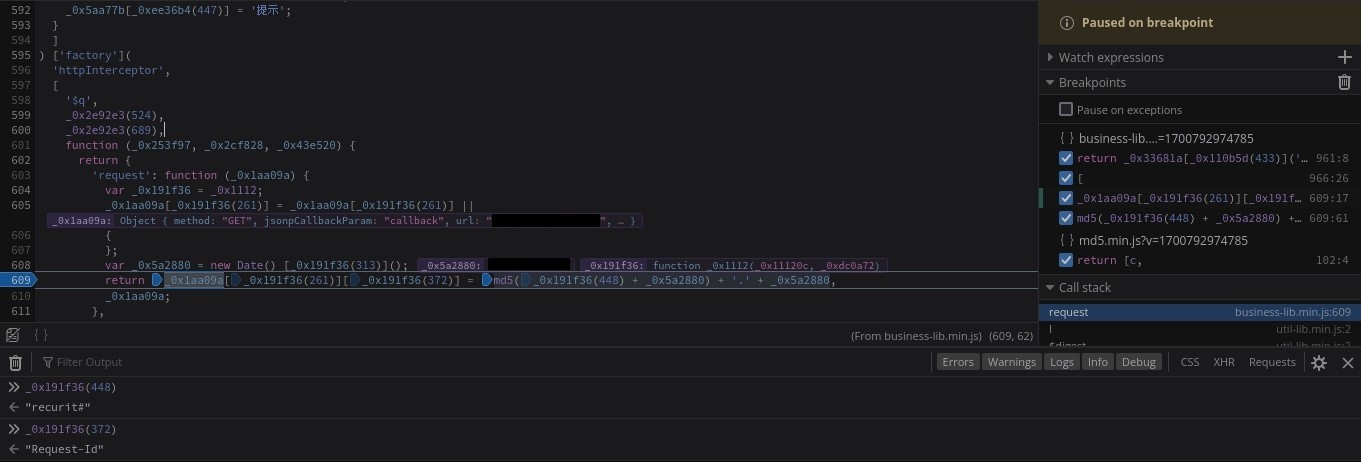 592 _0x5aa77b[_0xee36b4(447)] = '提示';
593 }
594 ]
595 ) ['factory'](
596 'httpInterceptor',
597 [
598 '$q',
599 _0x2e92e3(524),
600 _0x2e92e3(689),
601 function (_0x253f97, _0x2cf828, _0x43e520) {
602 return {
603 'request': function (_0x1aa09a) {
604 var _0x191f36 = _0x1112;
605 _0x1aa09a[_0x191f36(261)] = _0x1aa09a[_0x191f36(261)] ||
_0x1aa09a: Object { method: "GET", jsonpCallbackParam: "callback", url: " ", … }
606 {
607 };
608 var _0x5a2880 = new Date() [_0x191f36(313)](); _0x5a2880: _0x191f36: function _0x1112(_0x11120c, _0xdc0a72)
609 return _0x1aa09a[ _0x191f36(261)][ _0x191f36(372)] = md5( _0x191f36(448) + _0x5a2880) + '.' + _0x5a2880,
610 _0x1aa09a;
611 },
{ } (From business-lib.min.js) (609, 62)
Paused on breakpoint
Watch expressions
Breakpoints
Pause on exceptions
{ } business-lib....=1700792974785
return _0x33681a[_0x110b5d(433)]('… 961:8
[ 966:26
_0x1aa09a[_0x191f36(261)][_0x191f… 609:17
md5(_0x191f36(448) + _0x5a2880) +… 609:61
{ } md5.min.js?v=1700792974785
return [c, 102:4
Call stack
request business-lib.min.js:609
l util-lib.min.js:2
$digest util-lib.min.js:2
Filter Output Errors Warnings Logs Info Debug CSS XHR Requests
_0x191f36(448)
"recurit#"
_0x191f36(372)
"Request-Id"